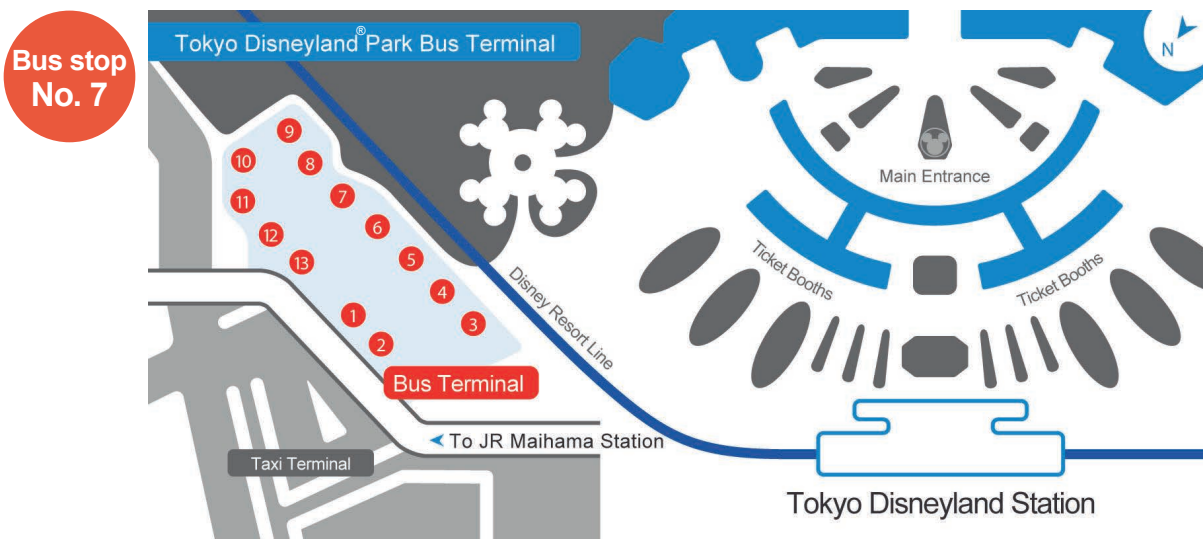 Bus stop
No. 7
Tokyo Disneyland® Park Bus Terminal
N
9
8
10
7
11
6
12
5
13
4
1
3
2
Main Entrance
Ticket Booths
Ticket Booths
Disney Resort Line
Bus Terminal
To JR Maihama Station
Taxi Terminal
Tokyo Disneyland Station